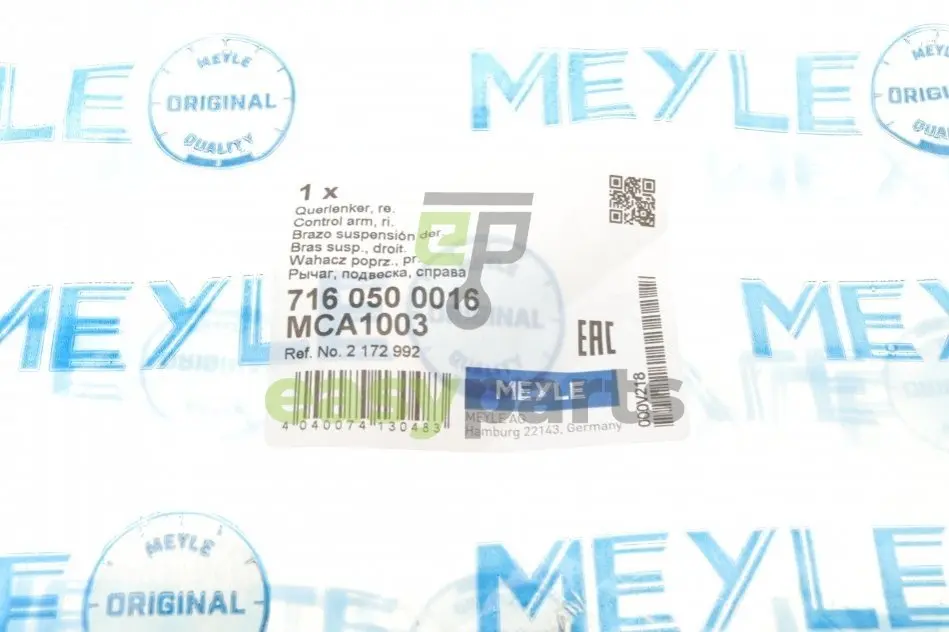 MEYLE
ORIGINAL
QUALITY
MEYLE
LE
1 x
Querlenker, re.
Control arm, ri.
Brazo suspensión der.
Bras susp., droit.
Wahacz poprz., pr.
Рычаг, подвеска, справа
716 050 0016
MCA1003
Ref. No. 2 172 992
4 040074 130483
ep
easyparts
EAC
MEYLE
MEYLE AG
Hamburg 22143, Germany
000V218
MEYLE
MEYLE
MEYLE
ORIGINAL
MEYLE